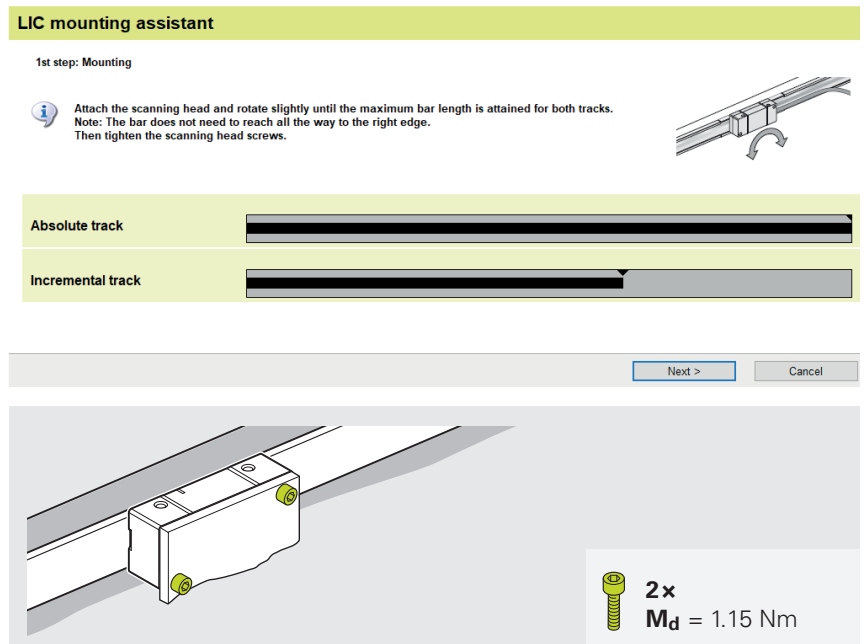 LIC mounting assistant
1st step: Mounting
Attach the scanning head and rotate slightly until the maximum bar length is attained for both tracks.
Note: The bar does not need to reach all the way to the right edge.
Then tighten the scanning head screws.
Absolute track
Incremental track
Next >
Cancel
2×
Md = 1.15 Nm